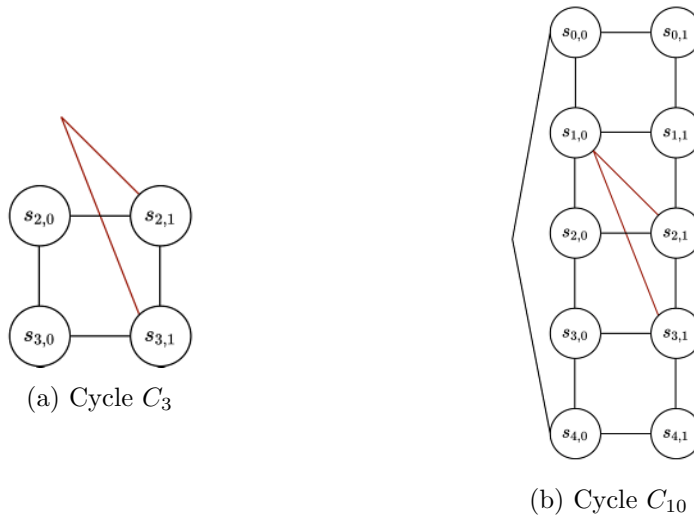 s0,0 s0,1
s1,0 s1,1
s2,0 s2,1
s3,0 s3,1
s4,0 s4,1
s2,0 s2,1
s3,0 s3,1
(a) Cycle C3
(b) Cycle C10